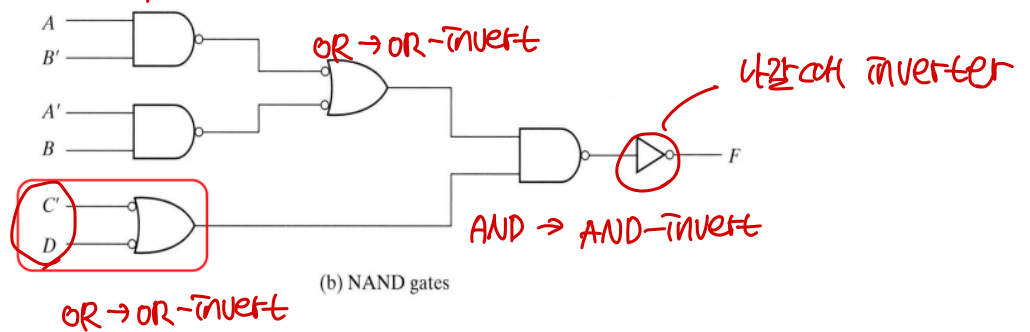 A
B'
OR → OR-invert
나갈 때 inverter
A'
B
F
C'
D
AND → AND-invert
(b) NAND gates
OR → OR-invert